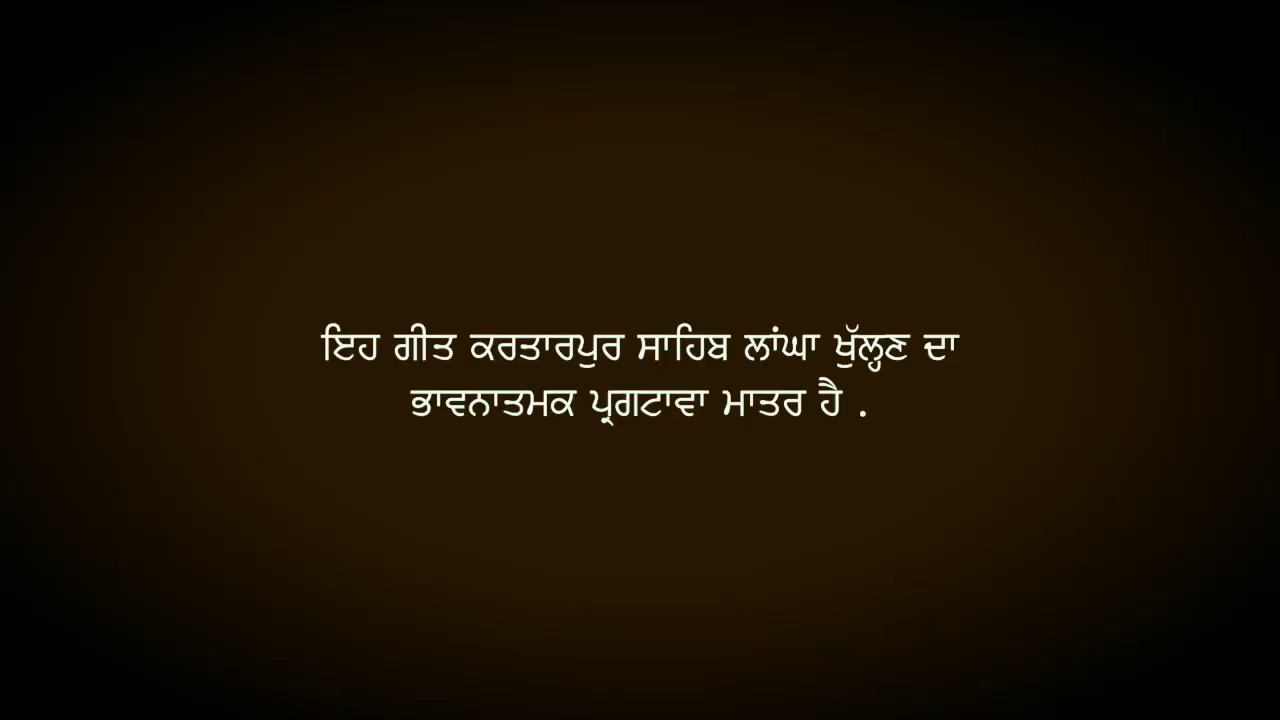 ਇਹ ਗੀਤ ਕਰਤਾਰਪੁਰ ਸਾਹਿਬ ਲਾਂਘਾ ਖੁੱਲ੍ਹਣ ਦਾ
ਭਾਵਨਾਤਮਕ ਪ੍ਰਗਟਾਵਾ ਮਾਤਰ ਹੈ .